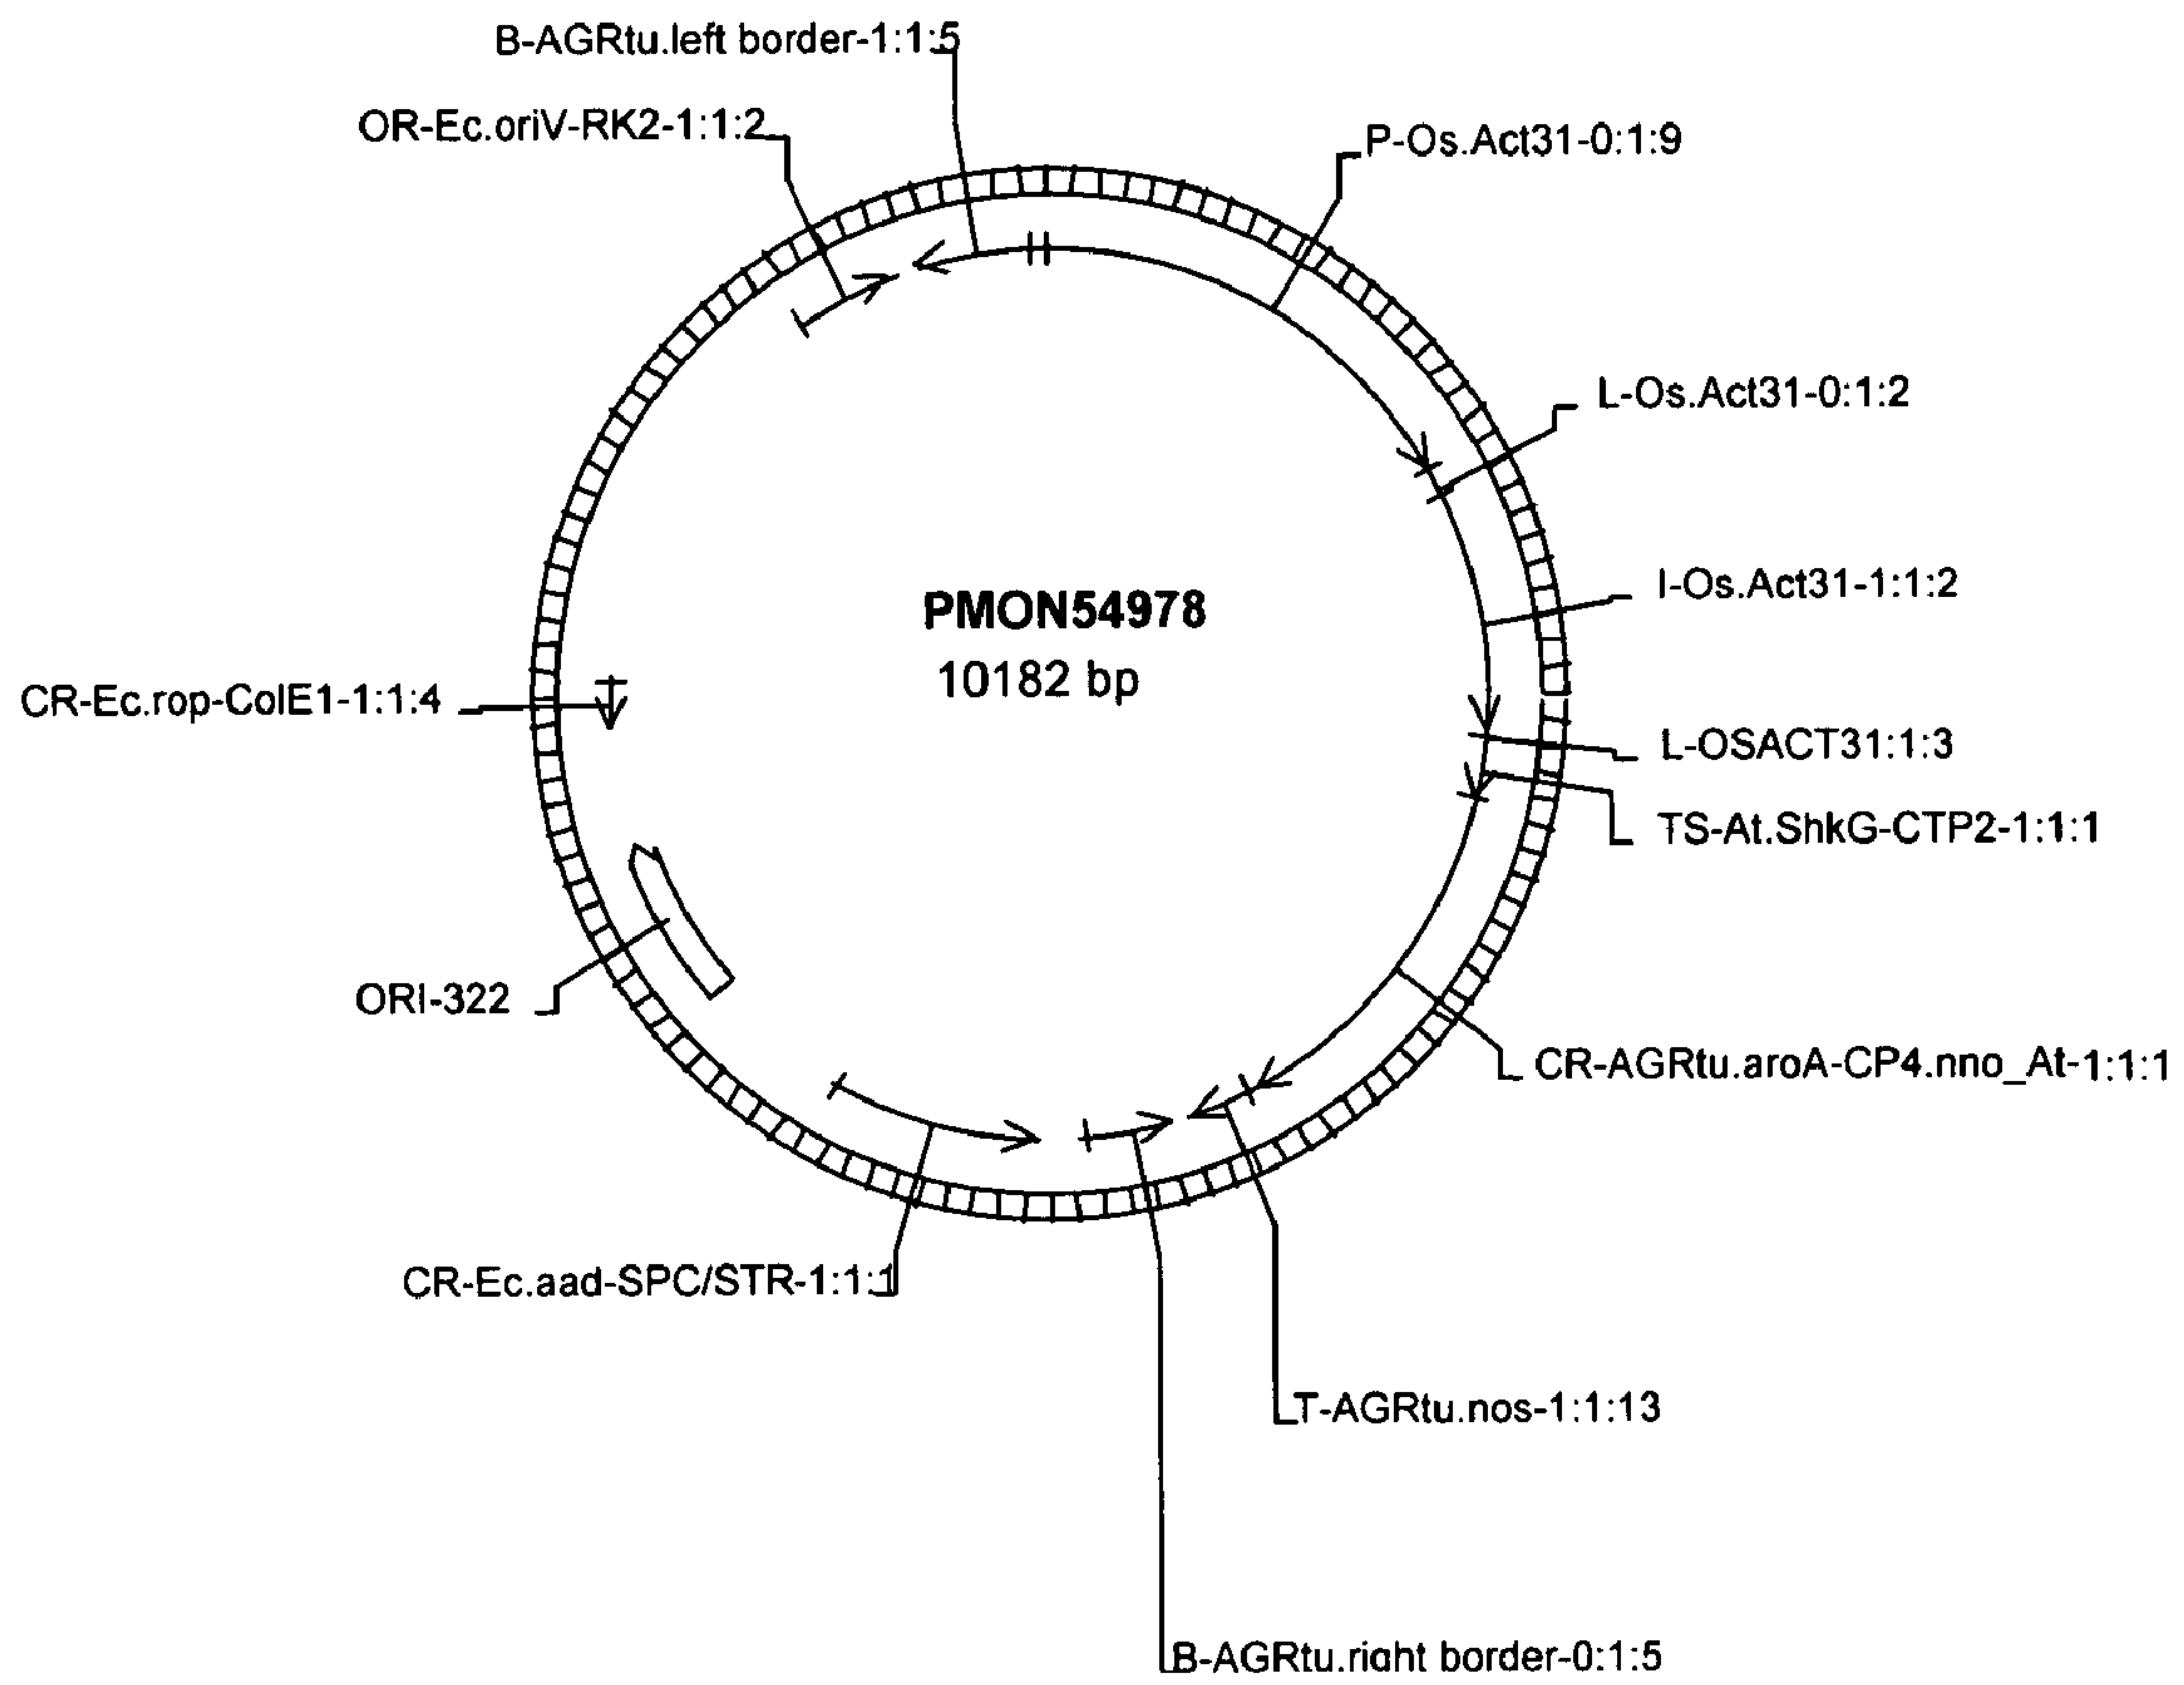 B-AGRtu.left border-1:1:5
OR-Ec.oriV-RK2-1:1:2
P-Os.Act31-0:1:9
L-Os.Act31-0:1:2
I-Os.Act31-1:1:2
PMON54978
10182 bp
CR-Ec.rop-ColE1-1:1:4
L-OSACT31:1:3
TS-At.ShkG-CTP2-1:1:1
ORI-322
CR-AGRtu.aroA-CP4.nno_At-1:1:1
CR-Ec.aad-SPC/STR-1:1:1
T-AGRtu.nos-1:1:13
B-AGRtu.right border-0:1:5